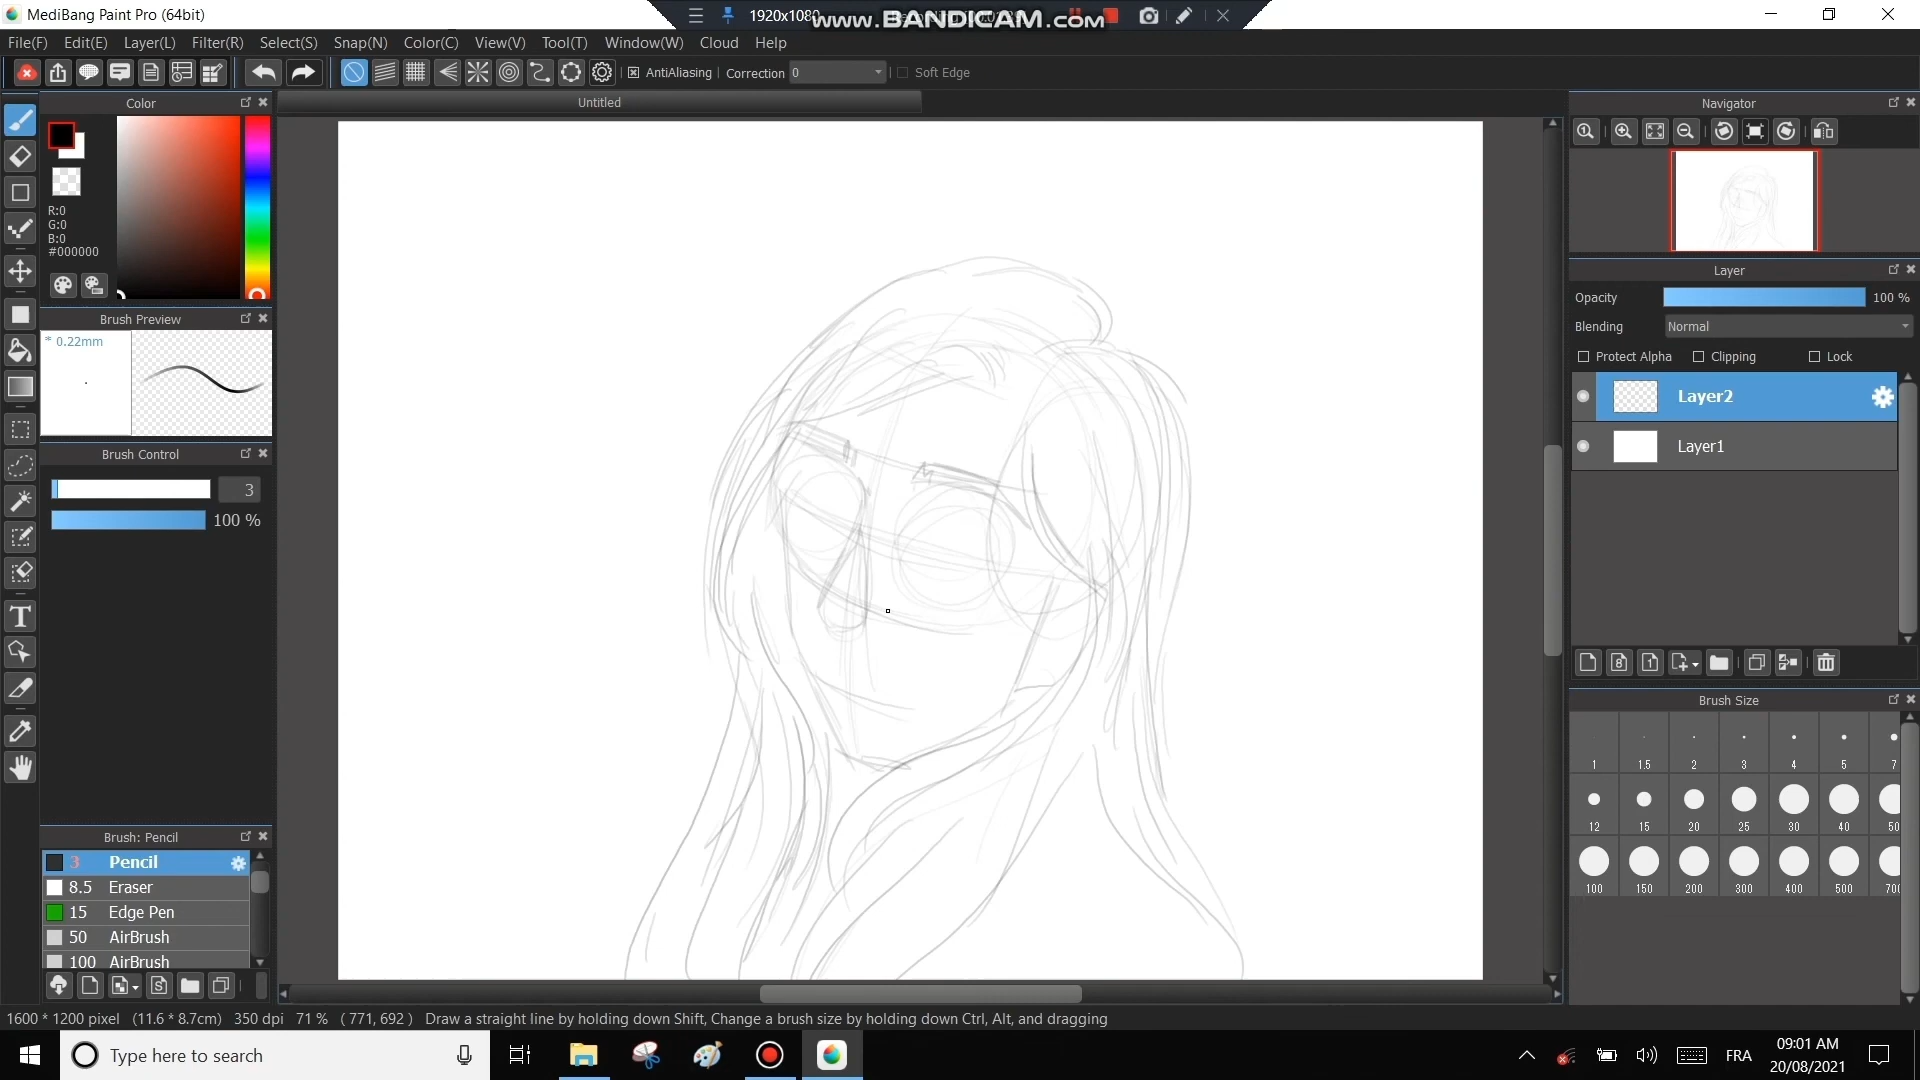 MediBang Paint Pro (64bit)
1920x1080
www.BANDICAM.com
File(F) Edit(E) Layer(L) Filter(R) Select(S) Snap(N) Color(C) View(V) Tool(T) Window(W) Cloud Help
AntiAliasing Correction 0 Soft Edge
Color
Untitled
Navigator
R:0
G:0
B:0
#000000
Layer
Opacity 100 %
Brush Preview
Blending Normal
* 0.22mm
Protect Alpha Clipping Lock
Layer2
Layer1
Brush Control
3
100 %
Brush Size
1 1.5 2 3 4 5 7
12 15 20 25 30 40 50
100 150 200 300 400 500 700
Brush: Pencil
3 Pencil
8.5 Eraser
15 Edge Pen
50 AirBrush
100 AirBrush
1600 * 1200 pixel (11.6 * 8.7cm) 350 dpi 71 % ( 771, 692 ) Draw a straight line by holding down Shift, Change a brush size by holding down Ctrl, Alt, and dragging
Type here to search
FRA
09:01 AM
20/08/2021